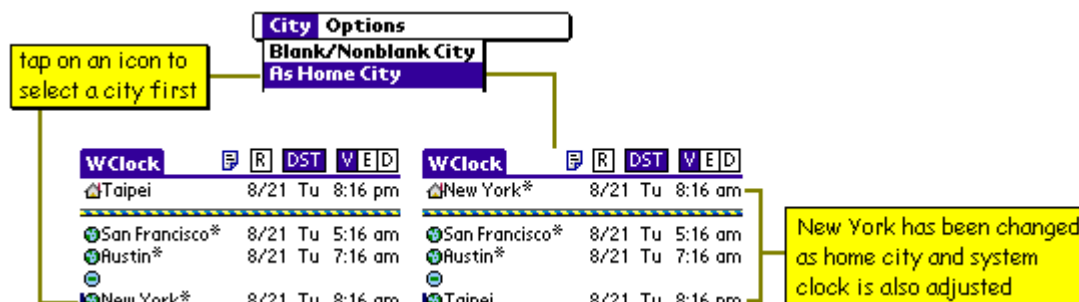 City Options
Blank/Nonblank City
As Home City
tap on an icon to
select a city first
WClock R DST V E D
Taipei 8/21 Tu 8:16 pm
San Francisco* 8/21 Tu 5:16 am
Austin* 8/21 Tu 7:16 am
New York* 8/21 Tu 8:16 am
WClock R DST V E D
New York* 8/21 Tu 8:16 am
San Francisco* 8/21 Tu 5:16 am
Austin* 8/21 Tu 7:16 am
Taipei 8/21 Tu 8:16 pm
New York has been changed
as home city and system
clock is also adjusted